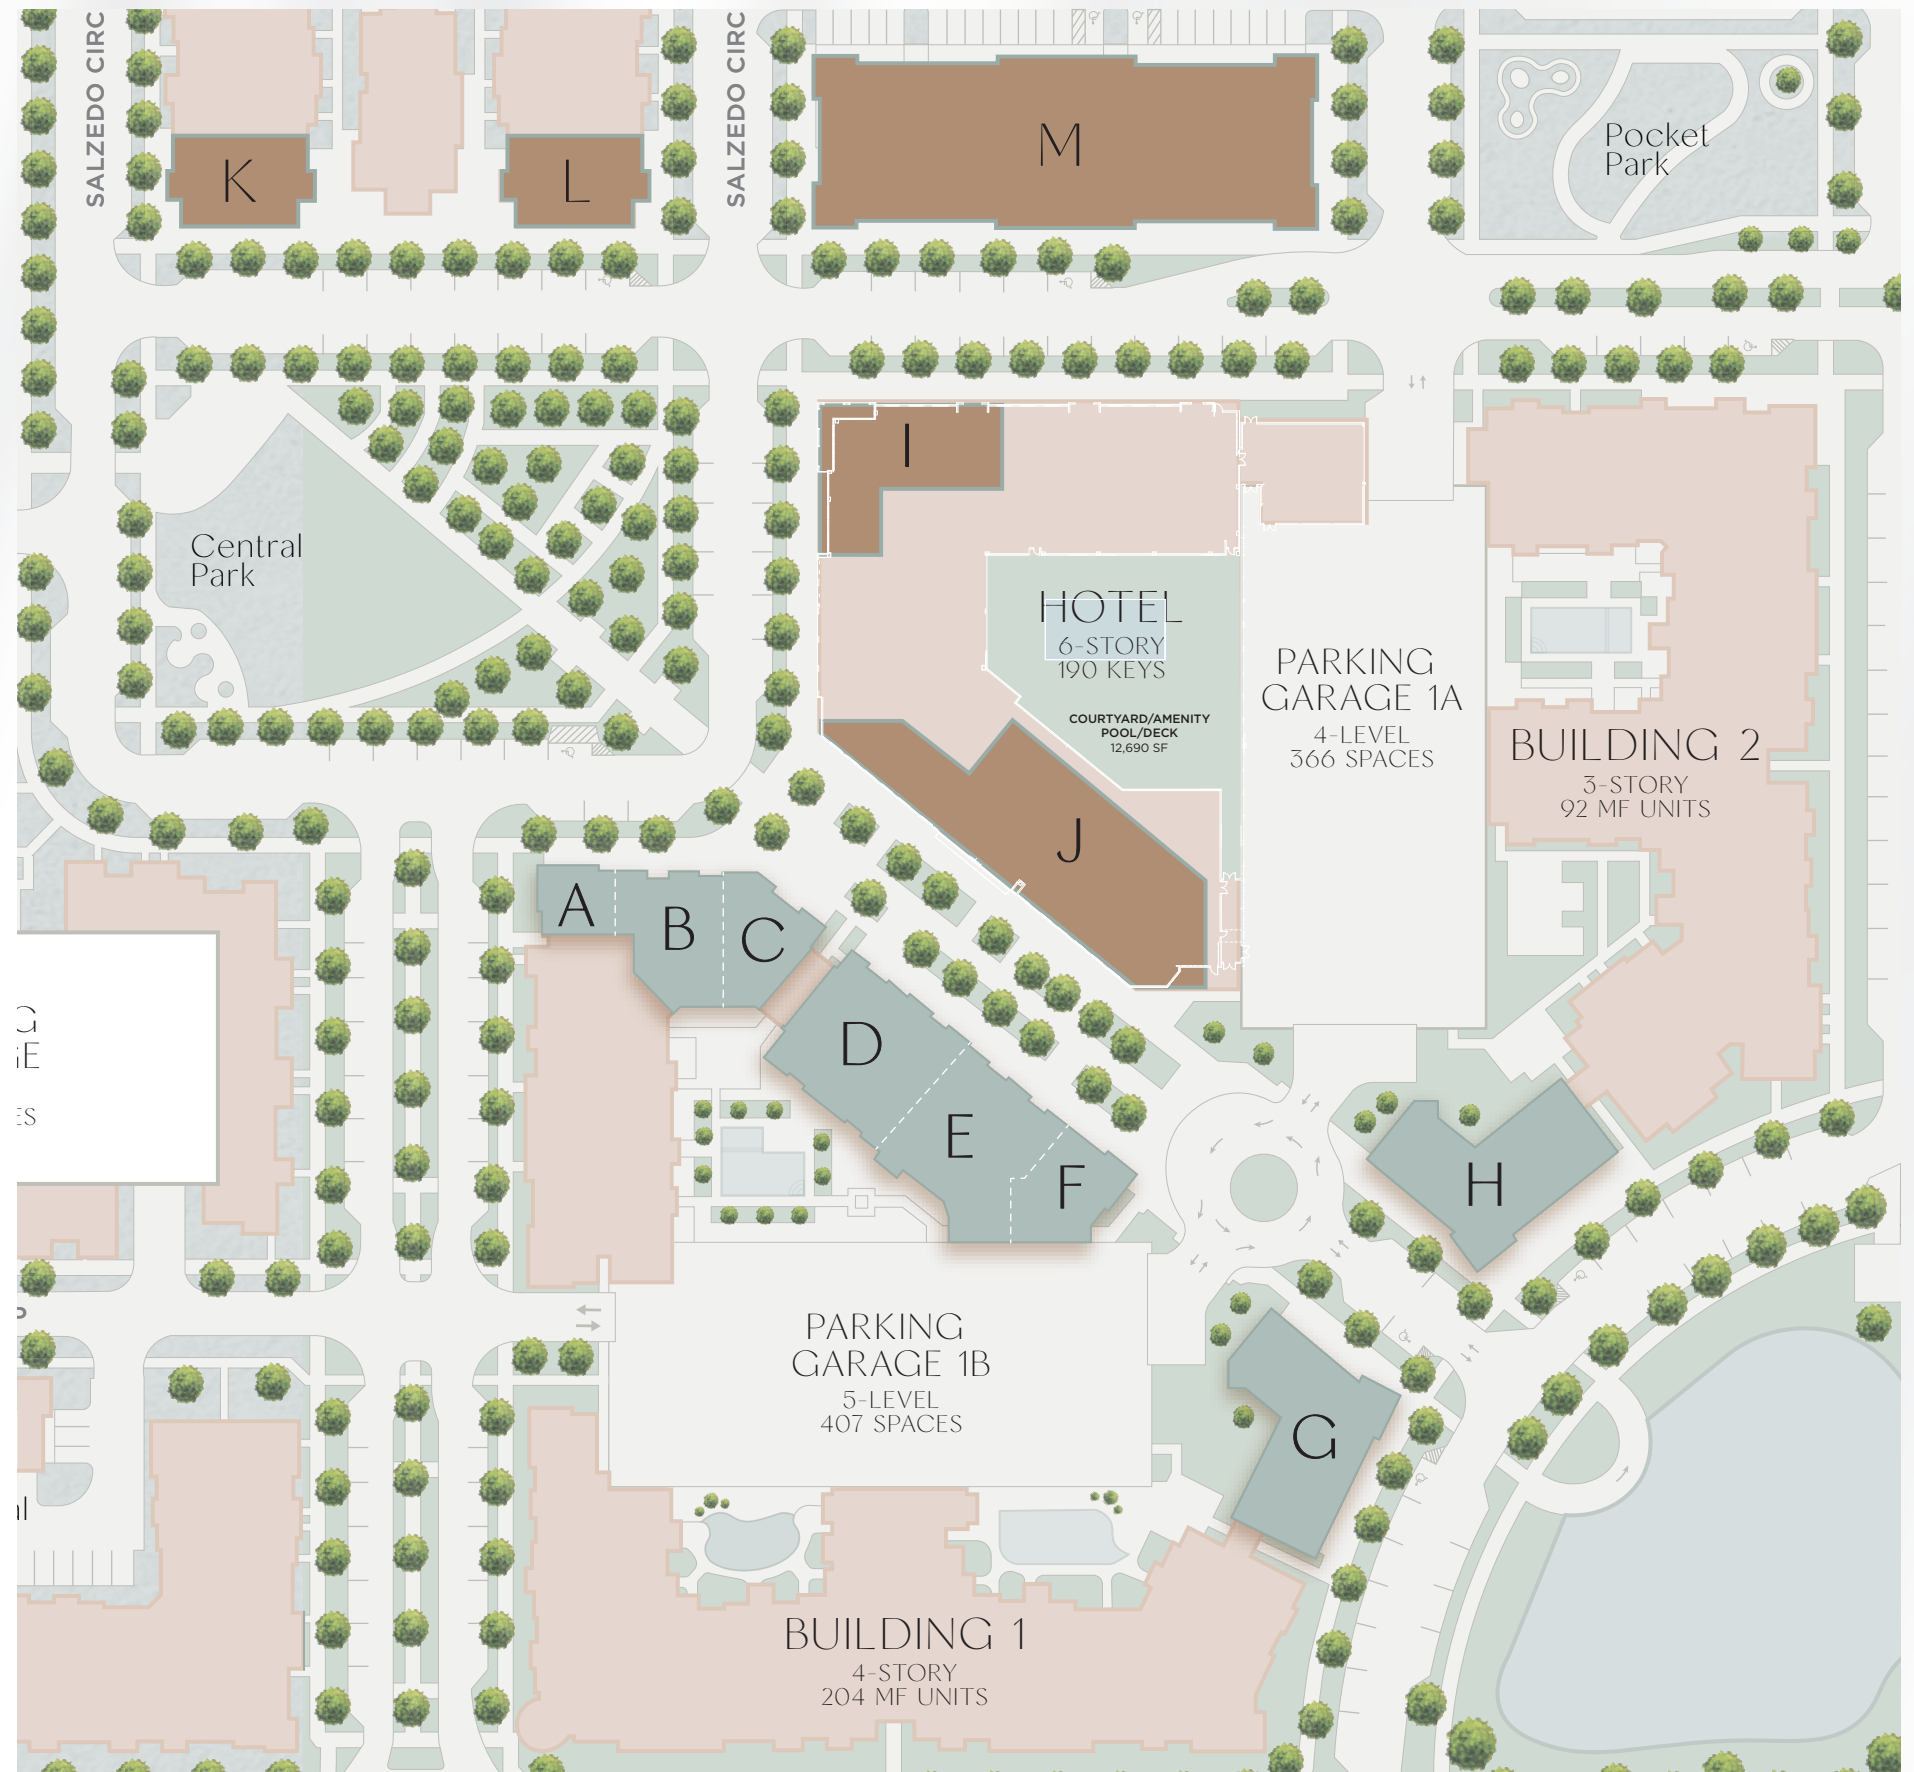 SALZEDO CIRC
SALZEDO CIRC
K
L
M
Pocket
Park
I
Central
Park
HOTEL
6-STORY
190 KEYS
COURTYARD/AMENITY
POOL/DECK
12,690 SF
PARKING
GARAGE 1A
4-LEVEL
366 SPACES
BUILDING 2
3-STORY
92 MF UNITS
J
A
B
C
D
E
F
H
G
PARKING
GARAGE 1B
5-LEVEL
407 SPACES
BUILDING 1
4-STORY
204 MF UNITS